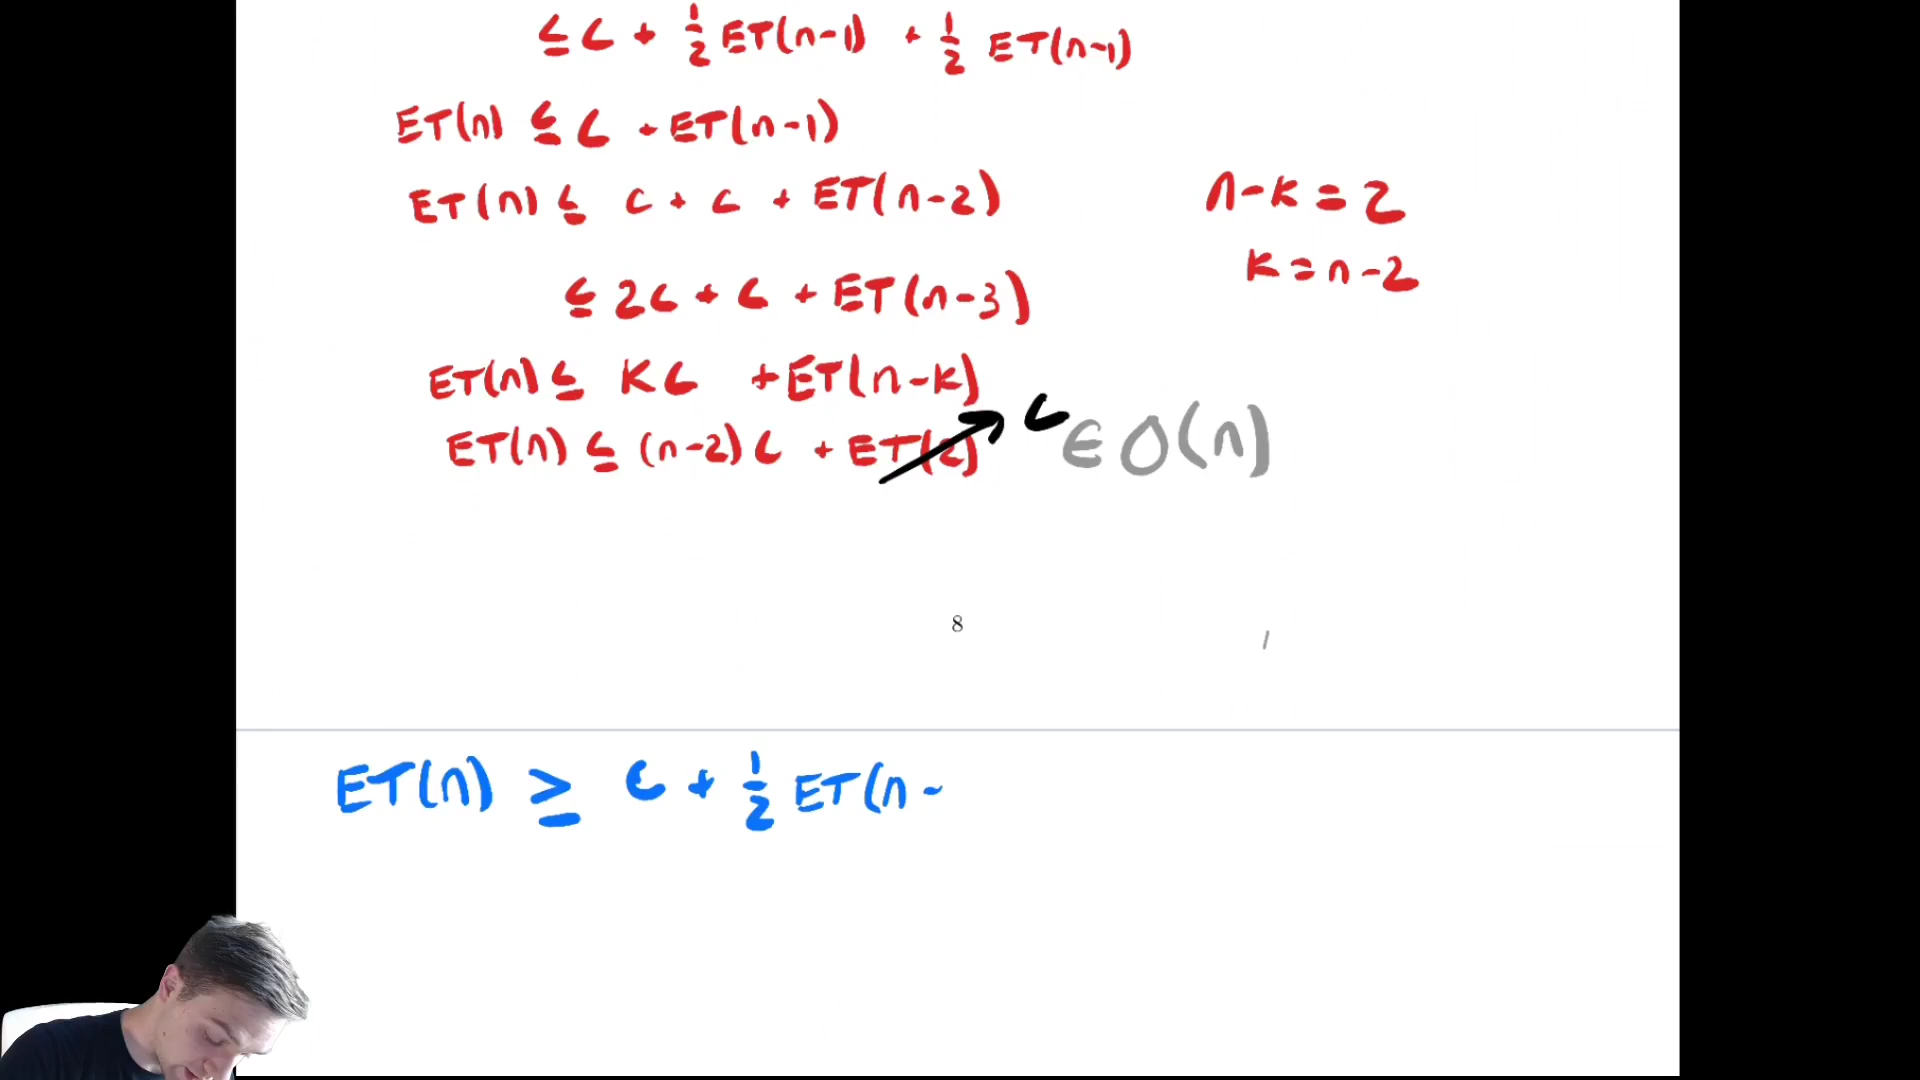 ≤ C + 1/2 ET(n-1) + 1/2 ET(n-1)
ET(n) ≤ C + ET(n-1)
ET(n) ≤ C + C + ET(n-2)
n-k = 2
k = n-2
≤ 2C + C + ET(n-3)
ET(n) ≤ KC + ET(n-k)
C
ET(n) ≤ (n-2)C + ET(2) ∈ O(n)
8
ET(n) ≥ C + 1/2 ET(n -